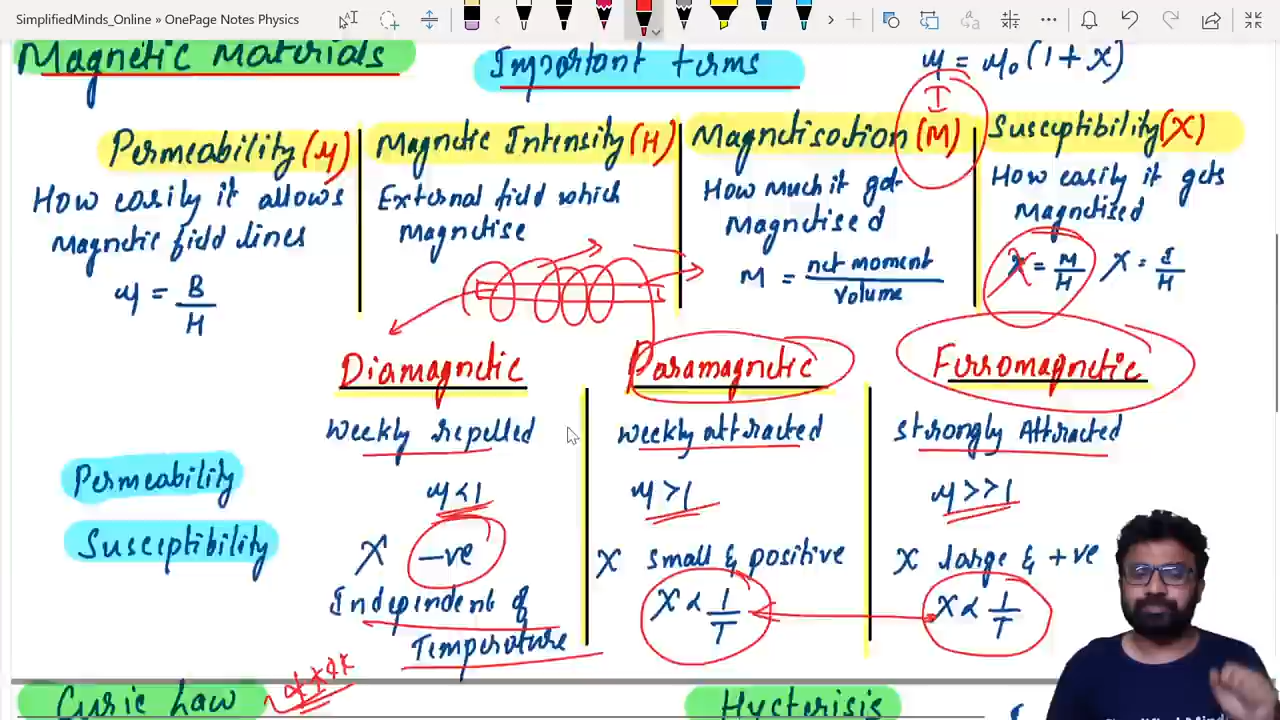 SimplifiedMinds_Online » OnePage Notes Physics
Magnetic Materials
Important terms
μ = μ₀ (1 + χ)
I
Permeability (μ)
Magnetic Intensity (H)
Magnetisation (M)
Susceptibility (χ)
How easily it allows
Magnetic field lines
μ = B/H
External field which
magnetise
How much it got
Magnetised
M = net moment/volume
How easily it gets
Magnetised
χ = M/H χ = I/H
Diamagnetic
Paramagnetic
Ferromagnetic
weekly repelled
weekly attracted
strongly Attracted
Permeability
μ < 1
μ > 1
μ >> 1
Susceptibility
χ -ve
χ small & positive
χ large & +ve
Independent of
Temperature
χ ∝ 1/T
χ ∝ 1/T
Curie Law
Hysterisis